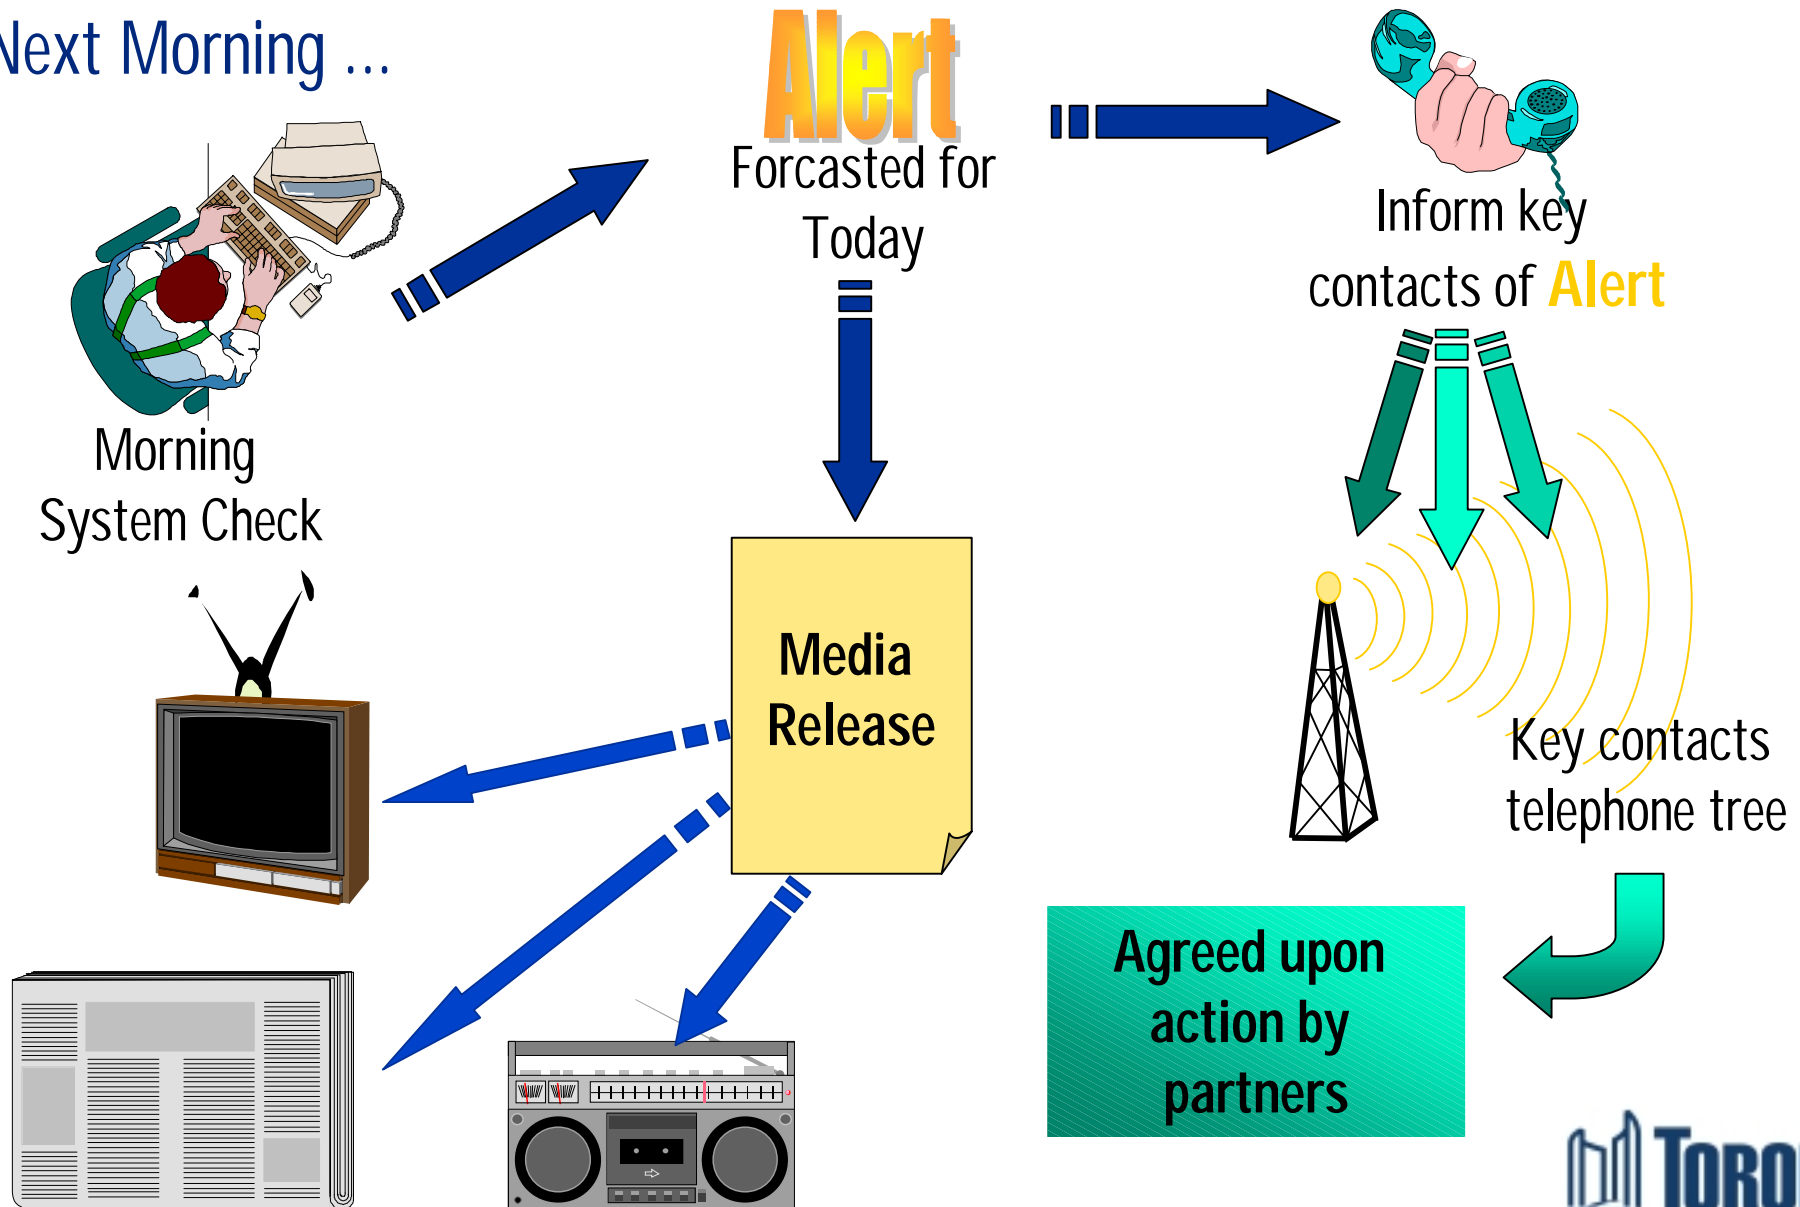 Next Morning ...
Alert
Forcasted for
Today
Inform key
contacts of Alert
Morning
System Check
Media
Release
Key contacts
telephone tree
Agreed upon
action by
partners